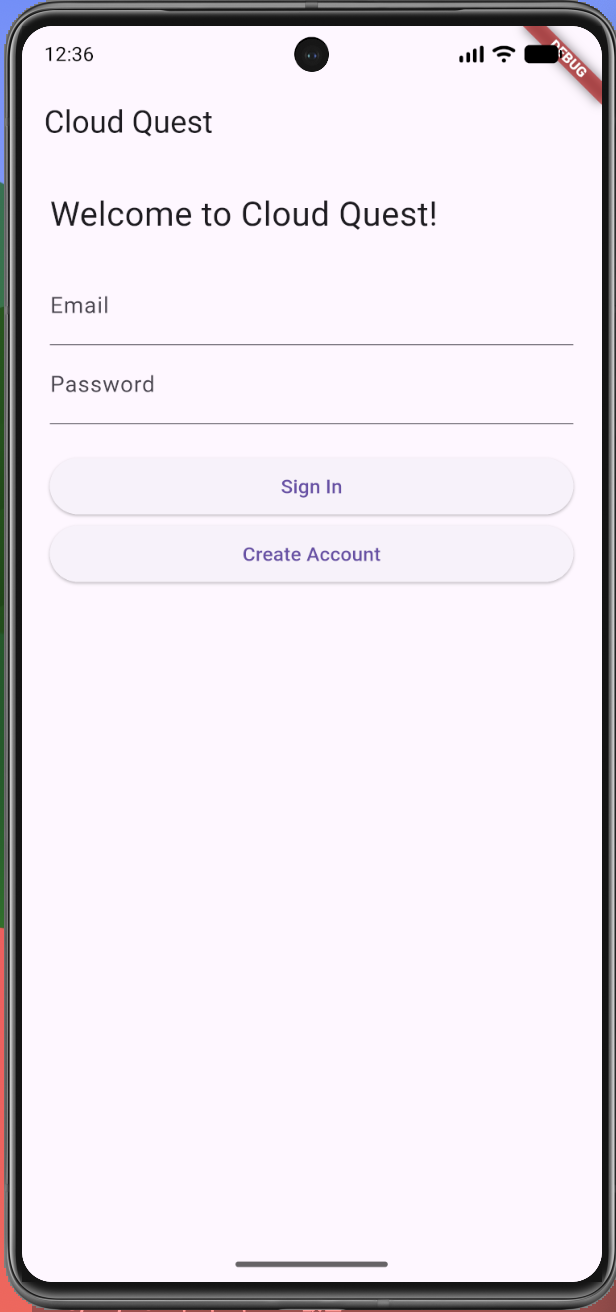 12:36
DEBUG
Cloud Quest
Welcome to Cloud Quest!
Email
Password
Sign In
Create Account